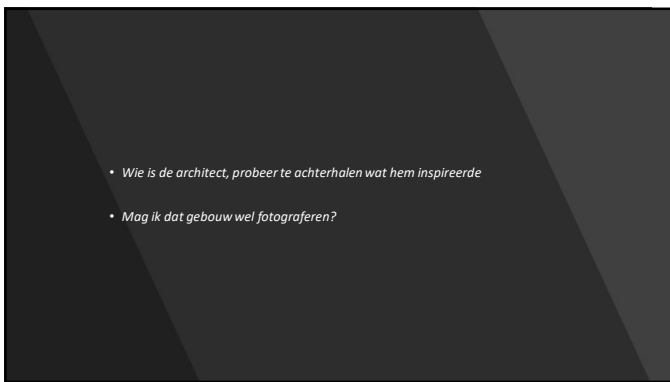 • Wie is de architect, probeer te achterhalen wat hem inspireerde
• Mag ik dat gebouw wel fotograferen?